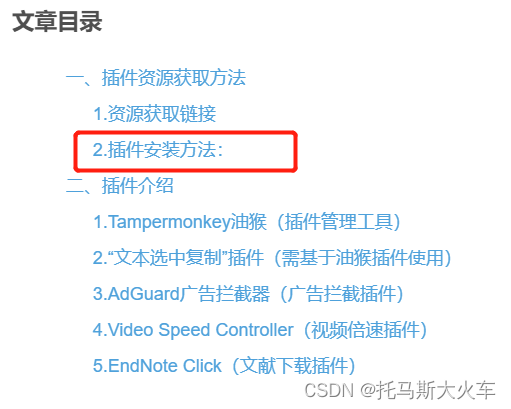 文章目录
一、插件资源获取方法
1.资源获取链接
2.插件安装方法：
二、插件介绍
1.Tampermonkey油猴（插件管理工具）
2.“文本选中复制”插件（需基于油猴插件使用）
3.AdGuard广告拦截器（广告拦截插件）
4.Video Speed Controller（视频倍速插件）
5.EndNote Click（文献下载插件）
CSDN @托马斯大火车